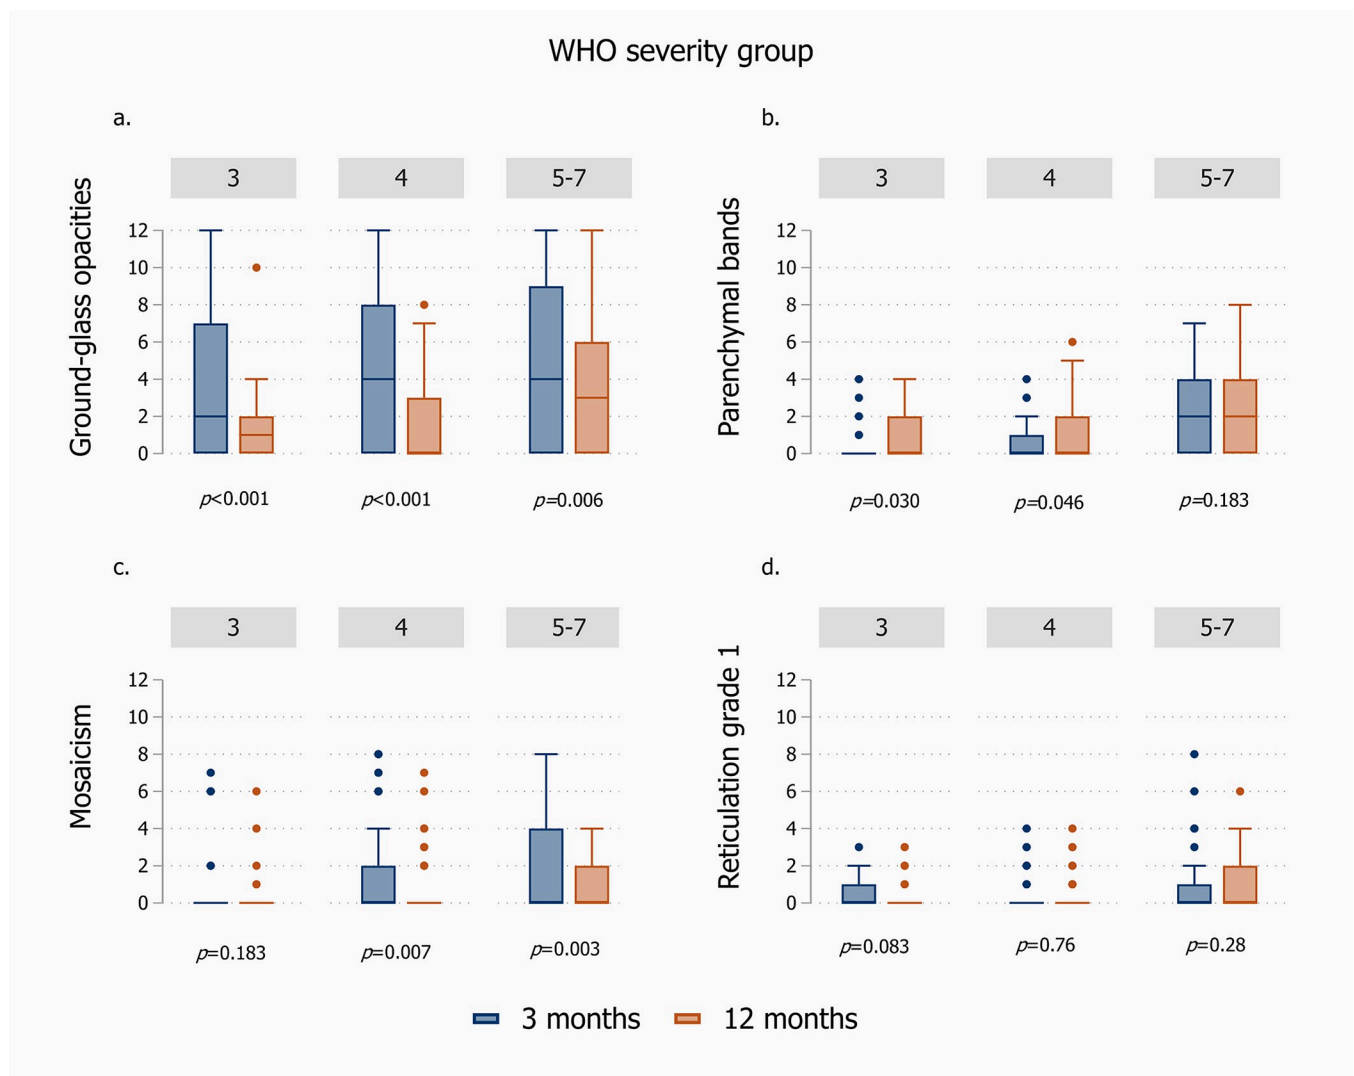 WHO severity group
a.
3 4 5-7
Ground-glass opacities
12
10
8
6
4
2
0
p<0.001 p<0.001 p=0.006
b.
3 4 5-7
Parenchymal bands
12
10
8
6
4
2
0
p=0.030 p=0.046 p=0.183
c.
3 4 5-7
Mosaicism
12
10
8
6
4
2
0
p=0.183 p=0.007 p=0.003
d.
3 4 5-7
Reticulation grade 1
12
10
8
6
4
2
0
p=0.083 p=0.76 p=0.28
3 months 12 months